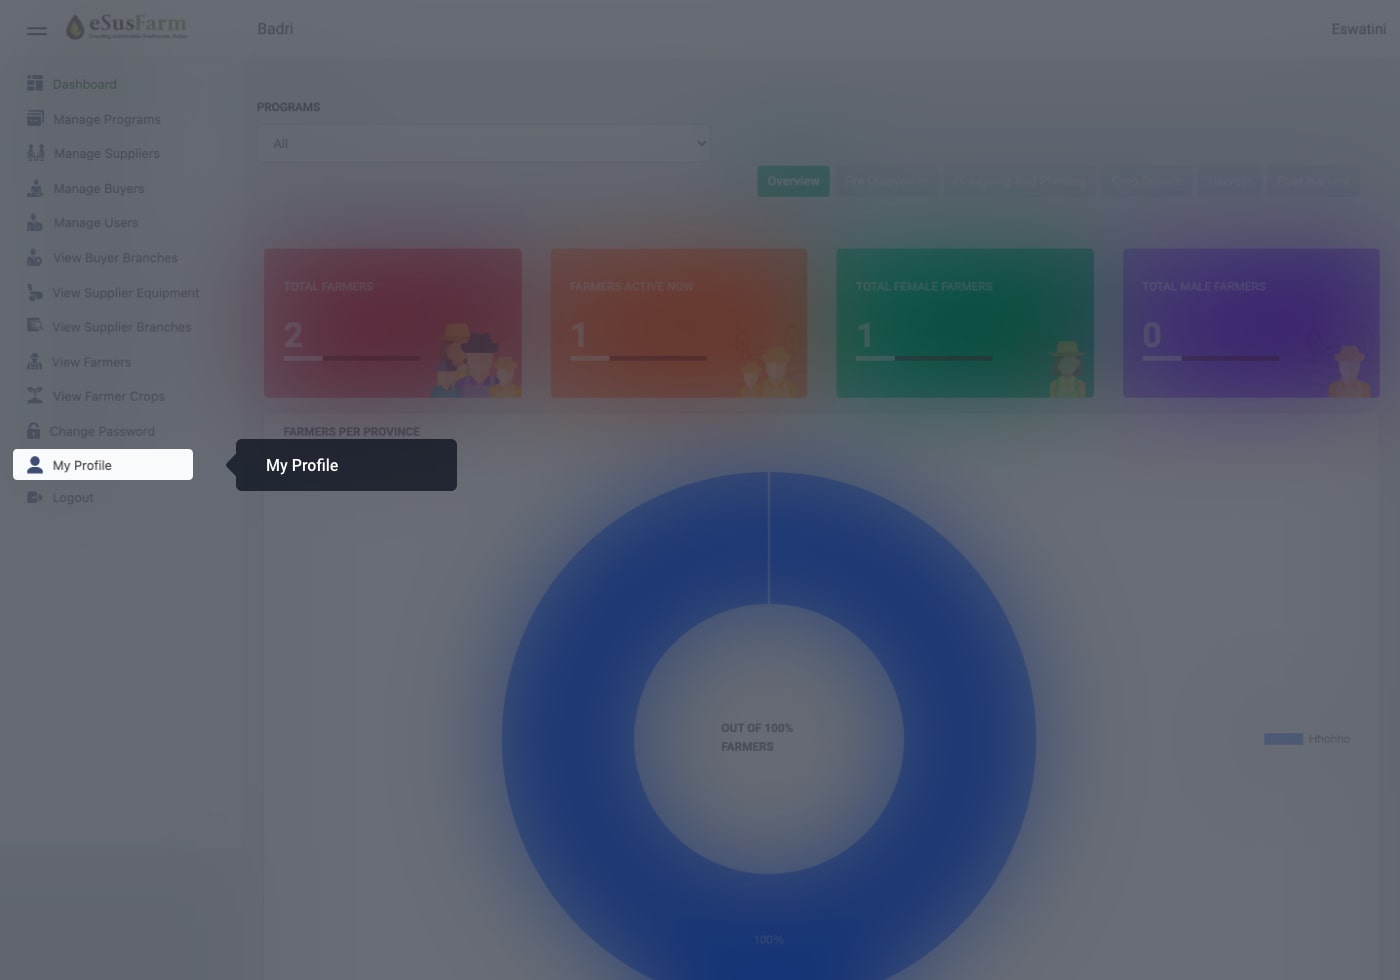 eSusFarm
Badri
Eswatini
Dashboard
Manage Programs
Manage Suppliers
Manage Buyers
Manage Users
View Buyer Branches
View Supplier Equipment
View Supplier Branches
View Farmers
View Farmer Crops
Change Password
My Profile
Logout
My Profile
PROGRAMS
All
Overview
Pre Cultivation
Ploughing And Planting
Crop Growth
Harvest
Post Harvest
TOTAL FARMERS
2
FARMERS ACTIVE NOW
1
TOTAL FEMALE FARMERS
1
TOTAL MALE FARMERS
0
FARMERS PER PROVINCE
OUT OF 100%
FARMERS
Hhohho
100%